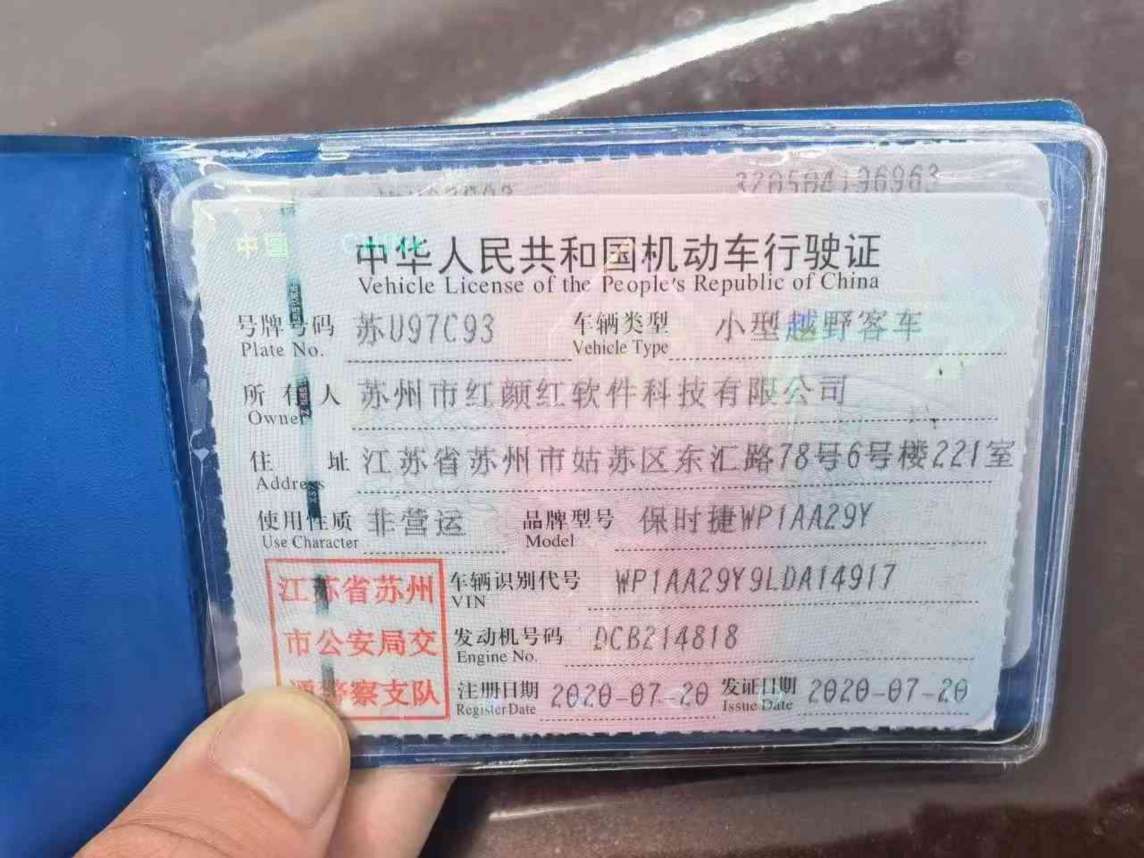 320584196963
中国
中华人民共和国机动车行驶证
Vehicle License of the People's Republic of China
号牌号码 苏U97C93 车辆类型 小型越野客车
Plate No. Vehicle Type
所有人 苏州市红颜红软件科技有限公司
Owner
住址 江苏省苏州市姑苏区东汇路78号6号楼221室
Address
使用性质 非营运 品牌型号 保时捷WP1AA29Y
Use Character Model
江苏省苏州 车辆识别代号 WP1AA29Y9LDA14917
VIN
市公安局交 发动机号码 DCB214818
Engine No.
通警察支队 注册日期 2020-07-20 发证日期 2020-07-20
Register Date Issue Date